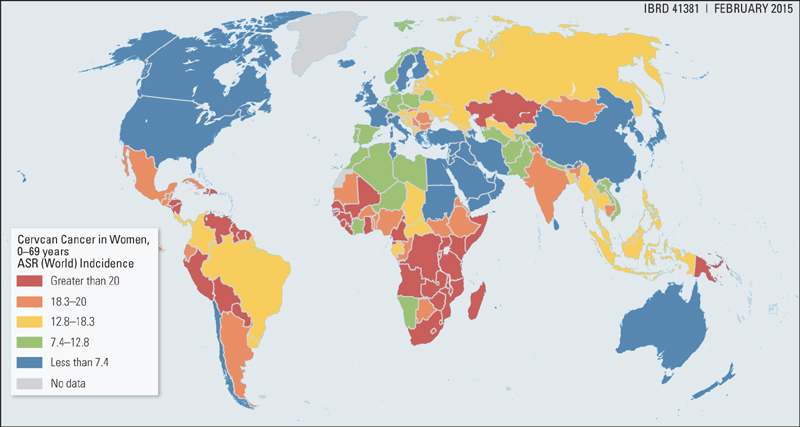 IBRD 41381 | FEBRUARY 2015
Cervcan Cancer in Women,
0–69 years
ASR (World) Indcidence
Greater than 20
18.3–20
12.8–18.3
7.4–12.8
Less than 7.4
No data